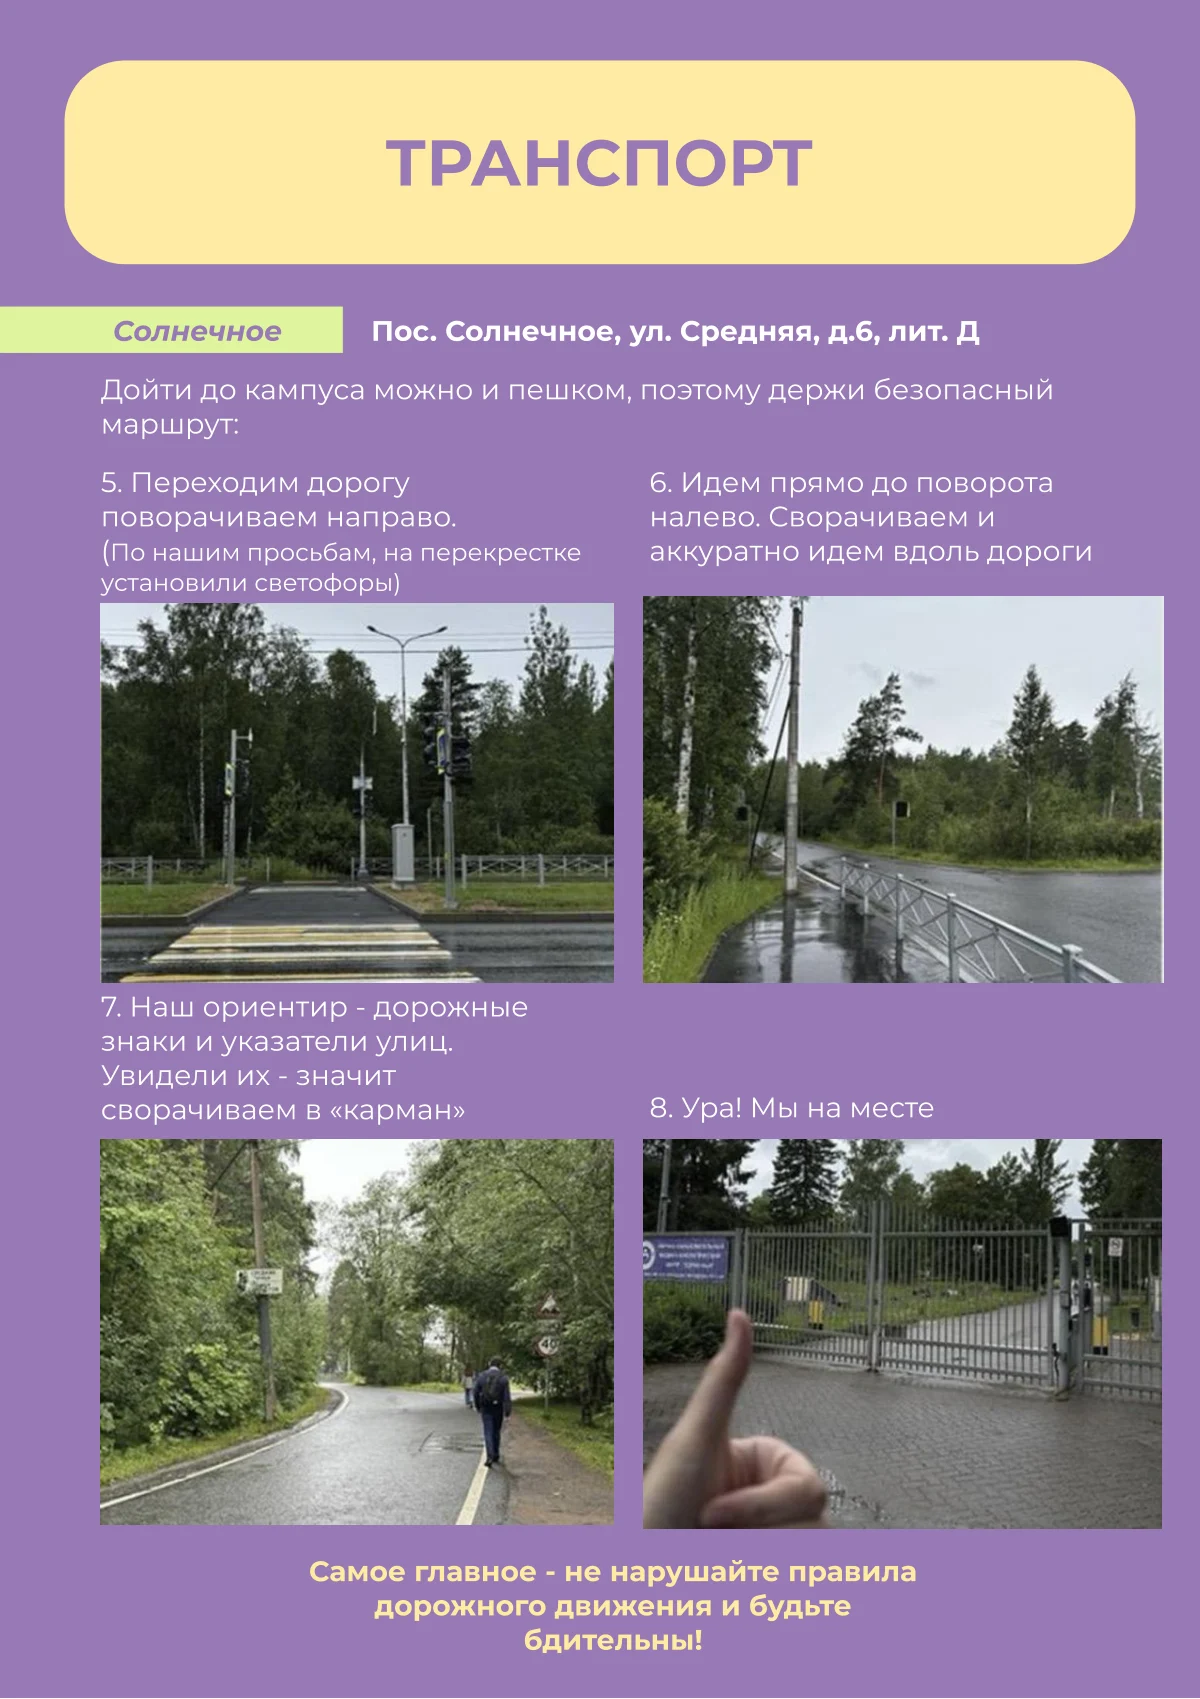 ТРАНСПОРТ
Солнечное
Пос. Солнечное, ул. Средняя, д.6, лит. Д
Дойти до кампуса можно и пешком, поэтому держи безопасный
маршрут:
5. Переходим дорогу
поворачиваем направо.
(По нашим просьбам, на перекрестке
установили светофоры)
6. Идем прямо до поворота
налево. Сворачиваем и
аккуратно идем вдоль дороги
7. Наш ориентир - дорожные
знаки и указатели улиц.
Увидели их - значит
сворачиваем в «карман»
8. Ура! Мы на месте
40
Самое главное - не нарушайте правила
дорожного движения и будьте
бдительны!